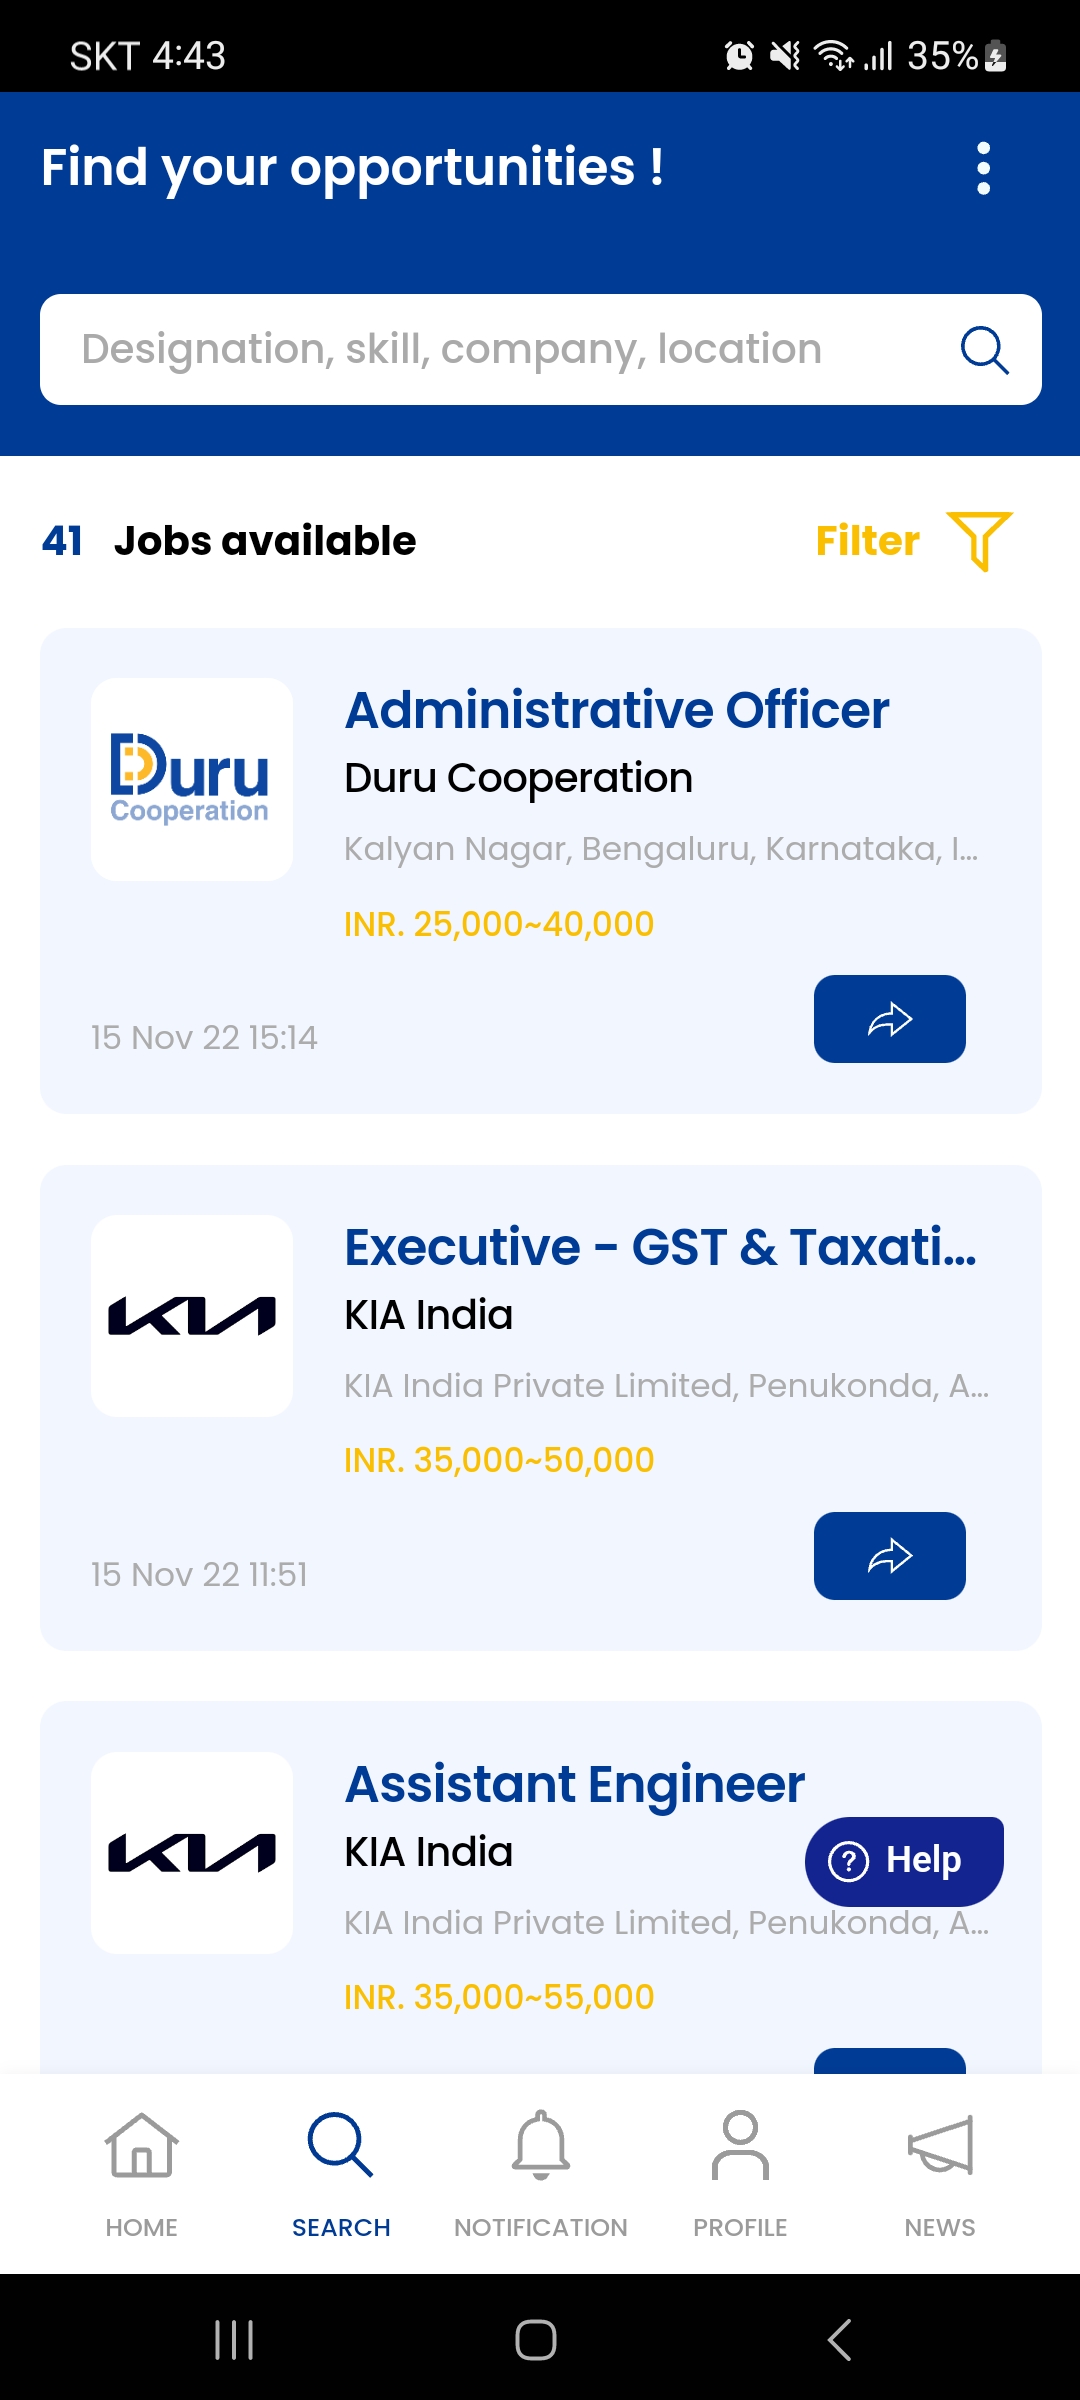 SKT 4:43
35%
Find your opportunities !
Designation, skill, company, location
41 Jobs available
Filter
Duru
Cooperation
Administrative Officer
Duru Cooperation
Kalyan Nagar, Bengaluru, Karnataka, I...
INR. 25,000~40,000
15 Nov 22 15:14
KIA
Executive - GST & Taxati...
KIA India
KIA India Private Limited, Penukonda, A...
INR. 35,000~50,000
15 Nov 22 11:51
KIA
Assistant Engineer
KIA India
? Help
KIA India Private Limited, Penukonda, A...
INR. 35,000~55,000
HOME
SEARCH
NOTIFICATION
PROFILE
NEWS